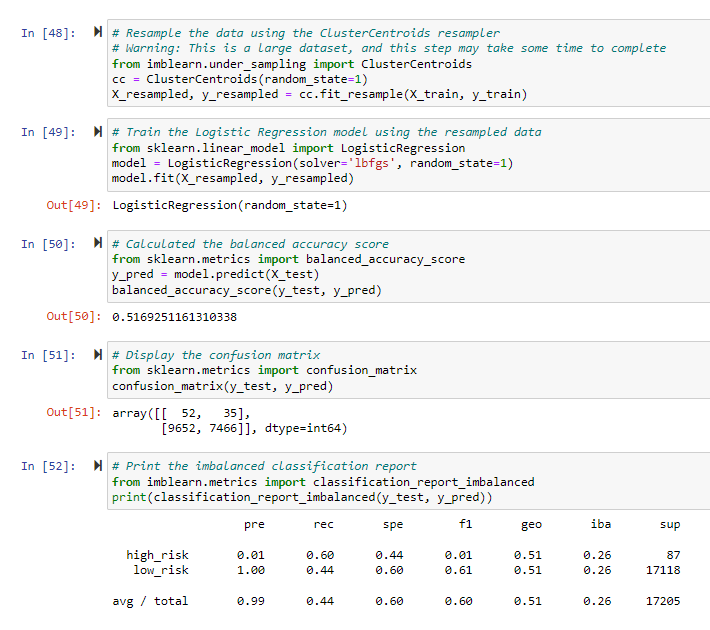 In [48]: # Resample the data using the ClusterCentroids resampler
# Warning: This is a large dataset, and this step may take some time to complete
from imblearn.under_sampling import ClusterCentroids
cc = ClusterCentroids(random_state=1)
X_resampled, y_resampled = cc.fit_resample(X_train, y_train)
In [49]: # Train the Logistic Regression model using the resampled data
from sklearn.linear_model import LogisticRegression
model = LogisticRegression(solver='lbfgs', random_state=1)
model.fit(X_resampled, y_resampled)
Out[49]: LogisticRegression(random_state=1)
In [50]: # Calculated the balanced accuracy score
from sklearn.metrics import balanced_accuracy_score
y_pred = model.predict(X_test)
balanced_accuracy_score(y_test, y_pred)
Out[50]: 0.5169251161310338
In [51]: # Display the confusion matrix
from sklearn.metrics import confusion_matrix
confusion_matrix(y_test, y_pred)
Out[51]: array([[  52,   35],
       [9652, 7466]], dtype=int64)
In [52]: # Print the imbalanced classification report
from imblearn.metrics import classification_report_imbalanced
print(classification_report_imbalanced(y_test, y_pred))
pre rec spe f1 geo iba sup
high_risk 0.01 0.60 0.44 0.01 0.51 0.26 87
low_risk 1.00 0.44 0.60 0.61 0.51 0.26 17118
avg / total 0.99 0.44 0.60 0.60 0.51 0.26 17205